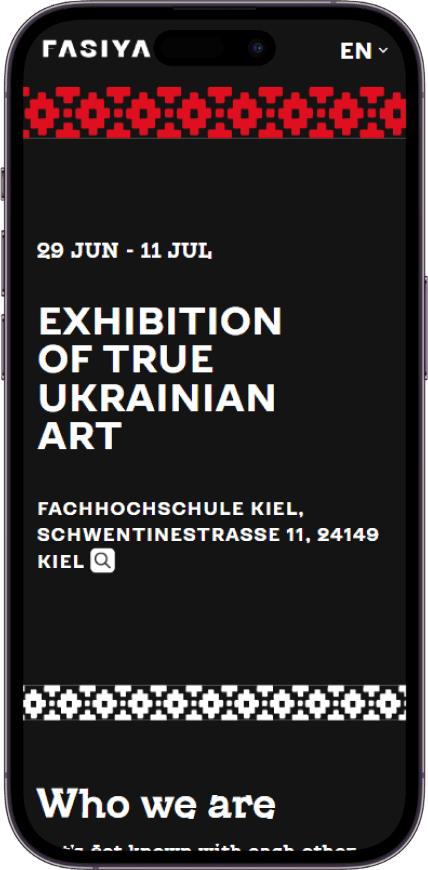 FASIYA
EN
29 JUN - 11 JUL
EXHIBITION
OF TRUE
UKRAINIAN
ART
FACHHOCHSCHULE KIEL,
SCHWENTINESTRASSE 11, 24149
KIEL
Who we are
get known with each other